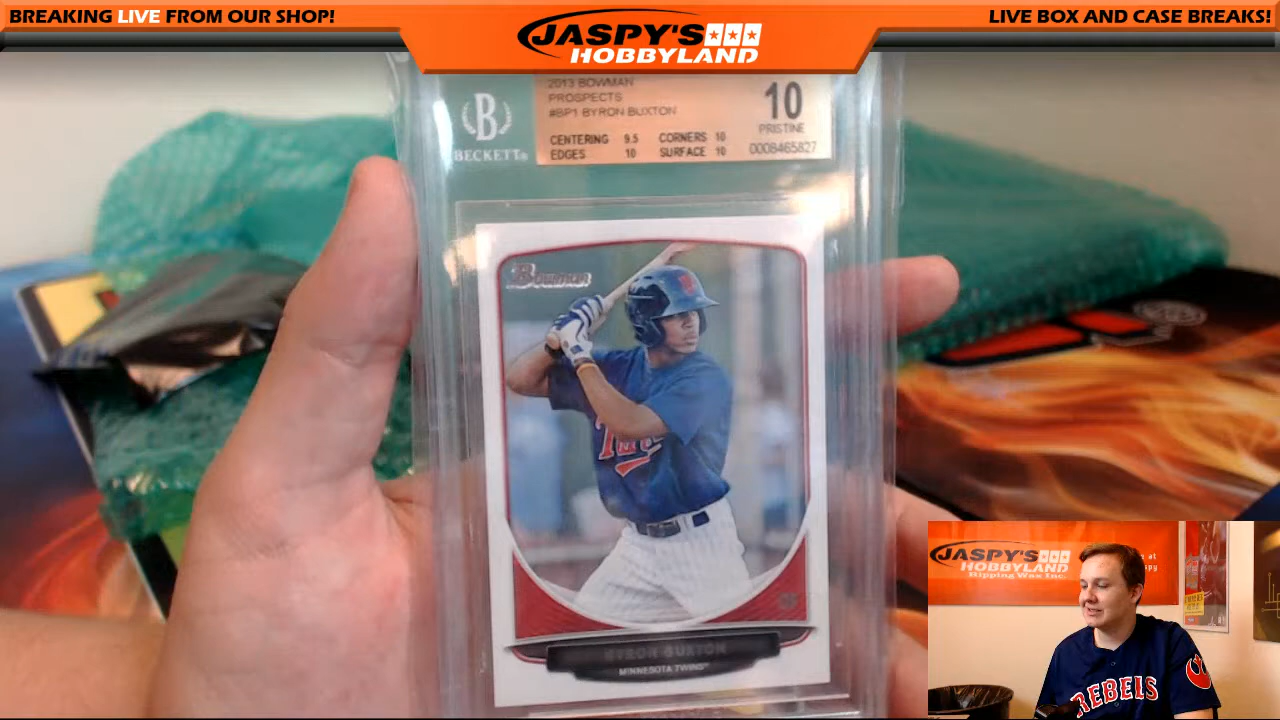 BREAKING LIVE FROM OUR SHOP!
JASPY'S
HOBBYLAND
LIVE BOX AND CASE BREAKS!
B
BECKETT
2013 BOWMAN
PROSPECTS
#BP1 BYRON BUXTON
CENTERING 9.5 CORNERS 10
EDGES 10 SURFACE 10
10
PRISTINE
0008465827
Bowman
Twins
BYRON BUXTON
MINNESOTA TWINS
JASPY'S
HOBBYLAND
Ripping Wax Inc.
REBELS